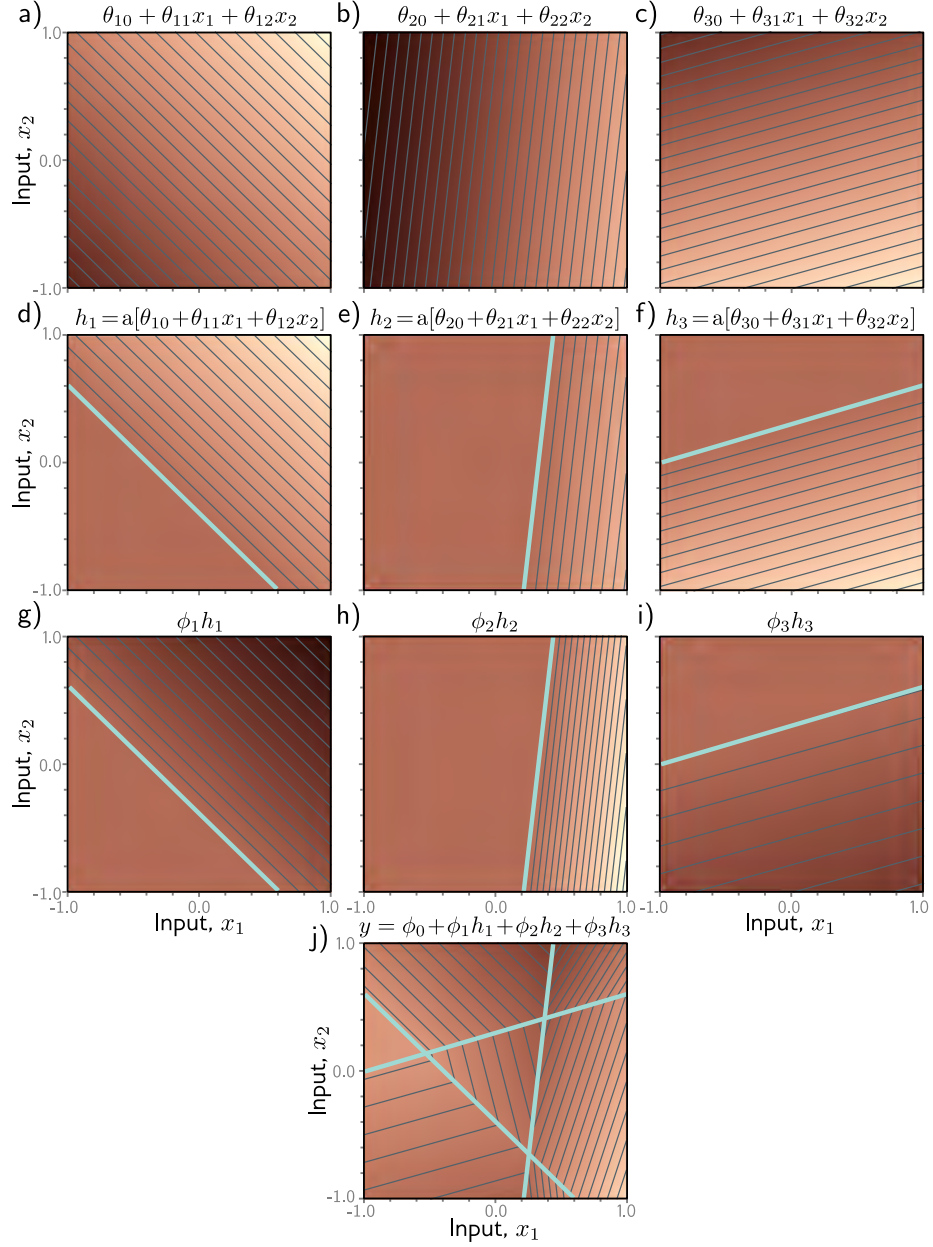 a) θ₁₀ + θ₁₁x₁ + θ₁₂x₂
b) θ₂₀ + θ₂₁x₁ + θ₂₂x₂
c) θ₃₀ + θ₃₁x₁ + θ₃₂x₂
1.0
0.0
-1.0
Input, x₂
d) h₁=a[θ₁₀+θ₁₁x₁+θ₁₂x₂]
e) h₂=a[θ₂₀+θ₂₁x₁+θ₂₂x₂]
f) h₃=a[θ₃₀+θ₃₁x₁+θ₃₂x₂]
1.0
0.0
-1.0
Input, x₂
g) ϕ₁h₁
h) ϕ₂h₂
i) ϕ₃h₃
1.0
0.0
-1.0
Input, x₂
-1.0 0.0 1.0
-1.0 0.0 1.0
-1.0 0.0 1.0
Input, x₁
Input, x₁
j) y = ϕ₀+ϕ₁h₁+ϕ₂h₂+ϕ₃h₃
1.0
0.0
-1.0
Input, x₂
-1.0 0.0 1.0
Input, x₁